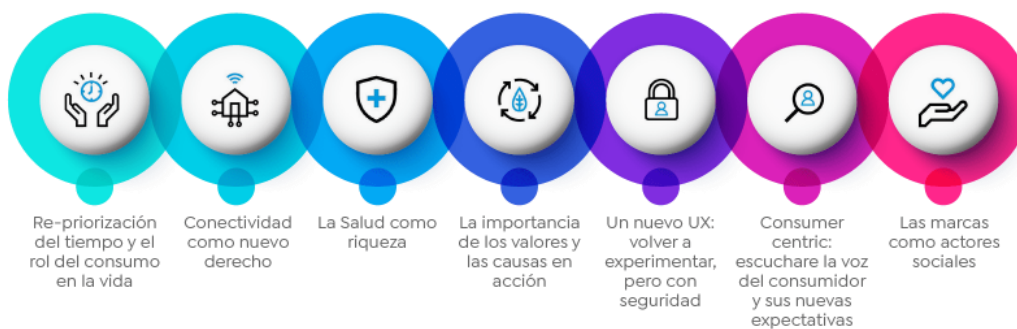 Re-priorización
del tiempo y el
rol del consumo
en la vida
Conectividad
como nuevo
derecho
La Salud como
riqueza
La importancia
de los valores y
las causas en
acción
Un nuevo UX:
volver a
experimentar,
pero con
seguridad
Consumer
centric:
escuchare la voz
del consumidor
y sus nuevas
expectativas
Las marcas
como actores
sociales